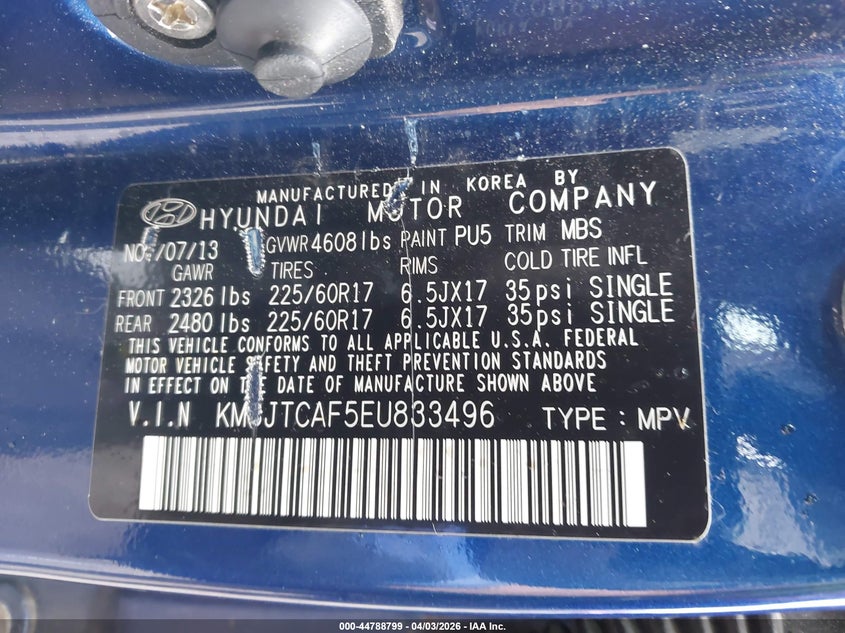 MANUFACTURED IN KOREA BY
HYUNDAI MOTOR COMPANY
/07/13 GVWR 4608lbs PAINT PU5 TRIM MBS
GAWR TIRES RIMS COLD TIRE INFL
FRONT 2326 lbs 225/60R17 6.5JX17 35psi SINGLE
REAR 2480 lbs 225/60R17 6.5JX17 35psi SINGLE
THIS VEHICLE CONFORMS TO ALL APPLICABLE U.S.A. FEDERAL
MOTOR VEHICLE SAFETY AND THEFT PREVENTION STANDARDS
IN EFFECT ON THE DATE OF MANUFACTURE SHOWN ABOVE
V.I.N TYPE : MPV
000-44788799 - 04/03/2026 - IAA Inc.